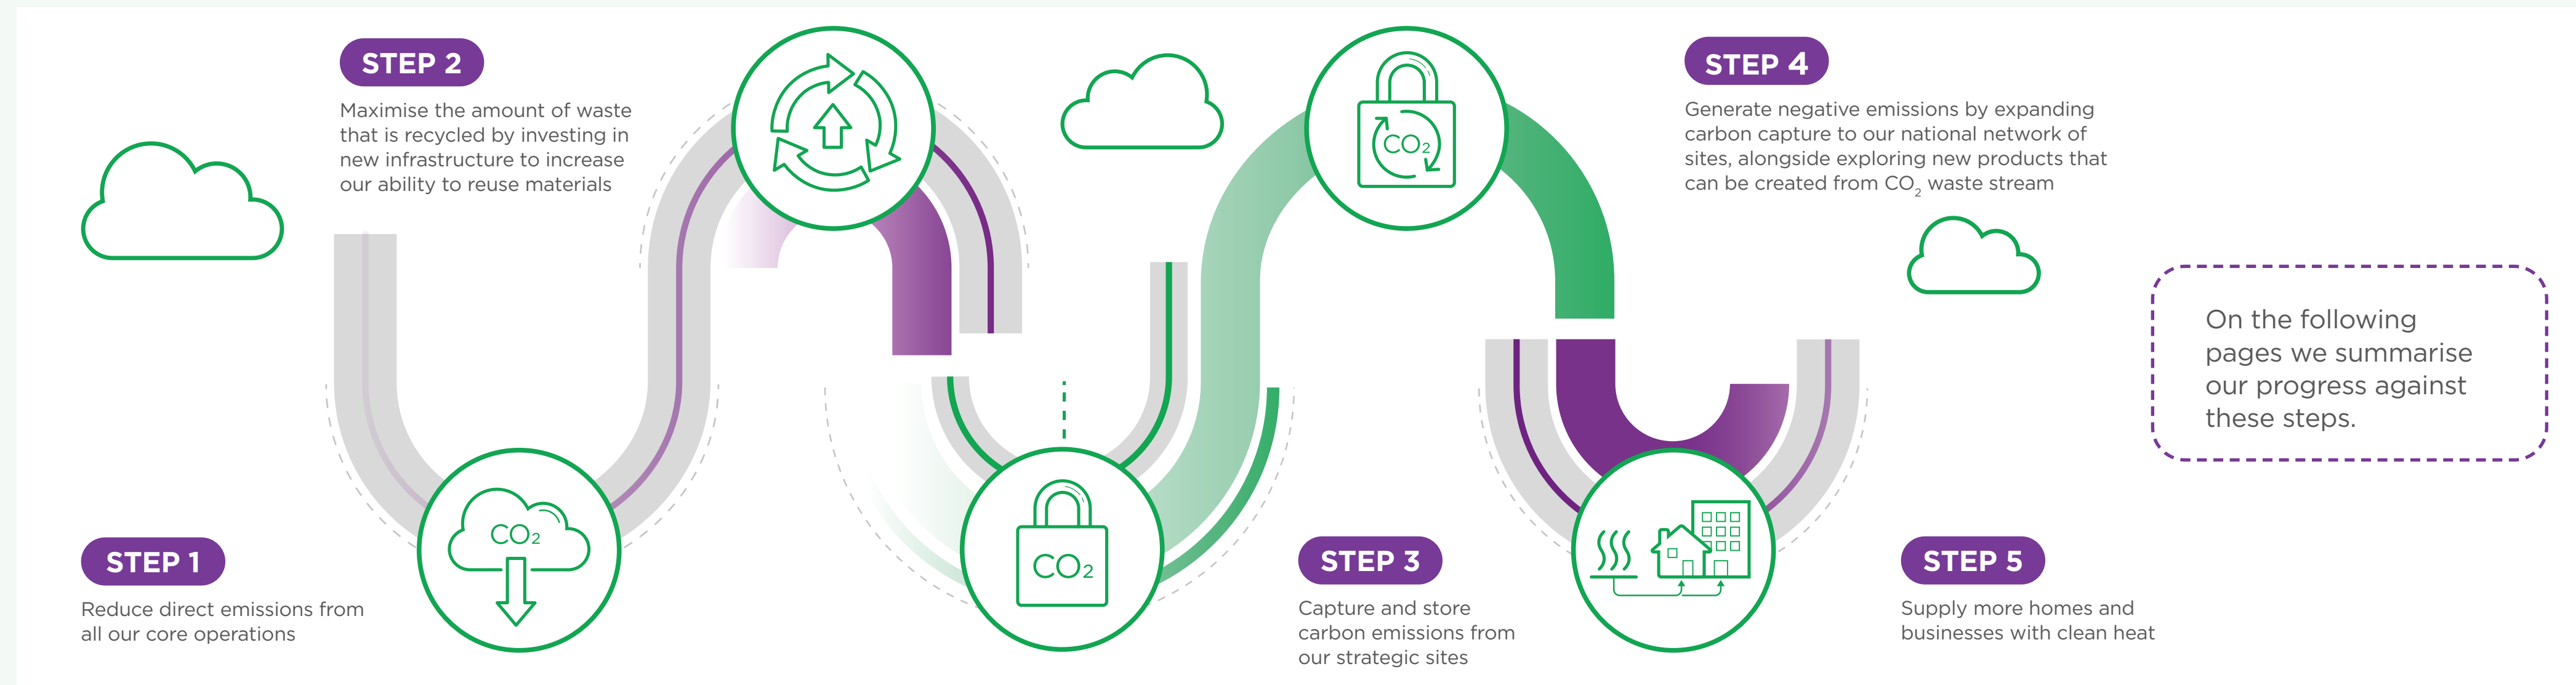 STEP 1
Reduce direct emissions from
all our core operations
CO₂
STEP 2
Maximise the amount of waste
that is recycled by investing in
new infrastructure to increase
our ability to reuse materials
CO₂
STEP 3
Capture and store
carbon emissions from
our strategic sites
CO₂
STEP 4
Generate negative emissions by expanding
carbon capture to our national network of
sites, alongside exploring new products that
can be created from CO₂ waste stream
STEP 5
Supply more homes and
businesses with clean heat
On the following
pages we summarise
our progress against
these steps.